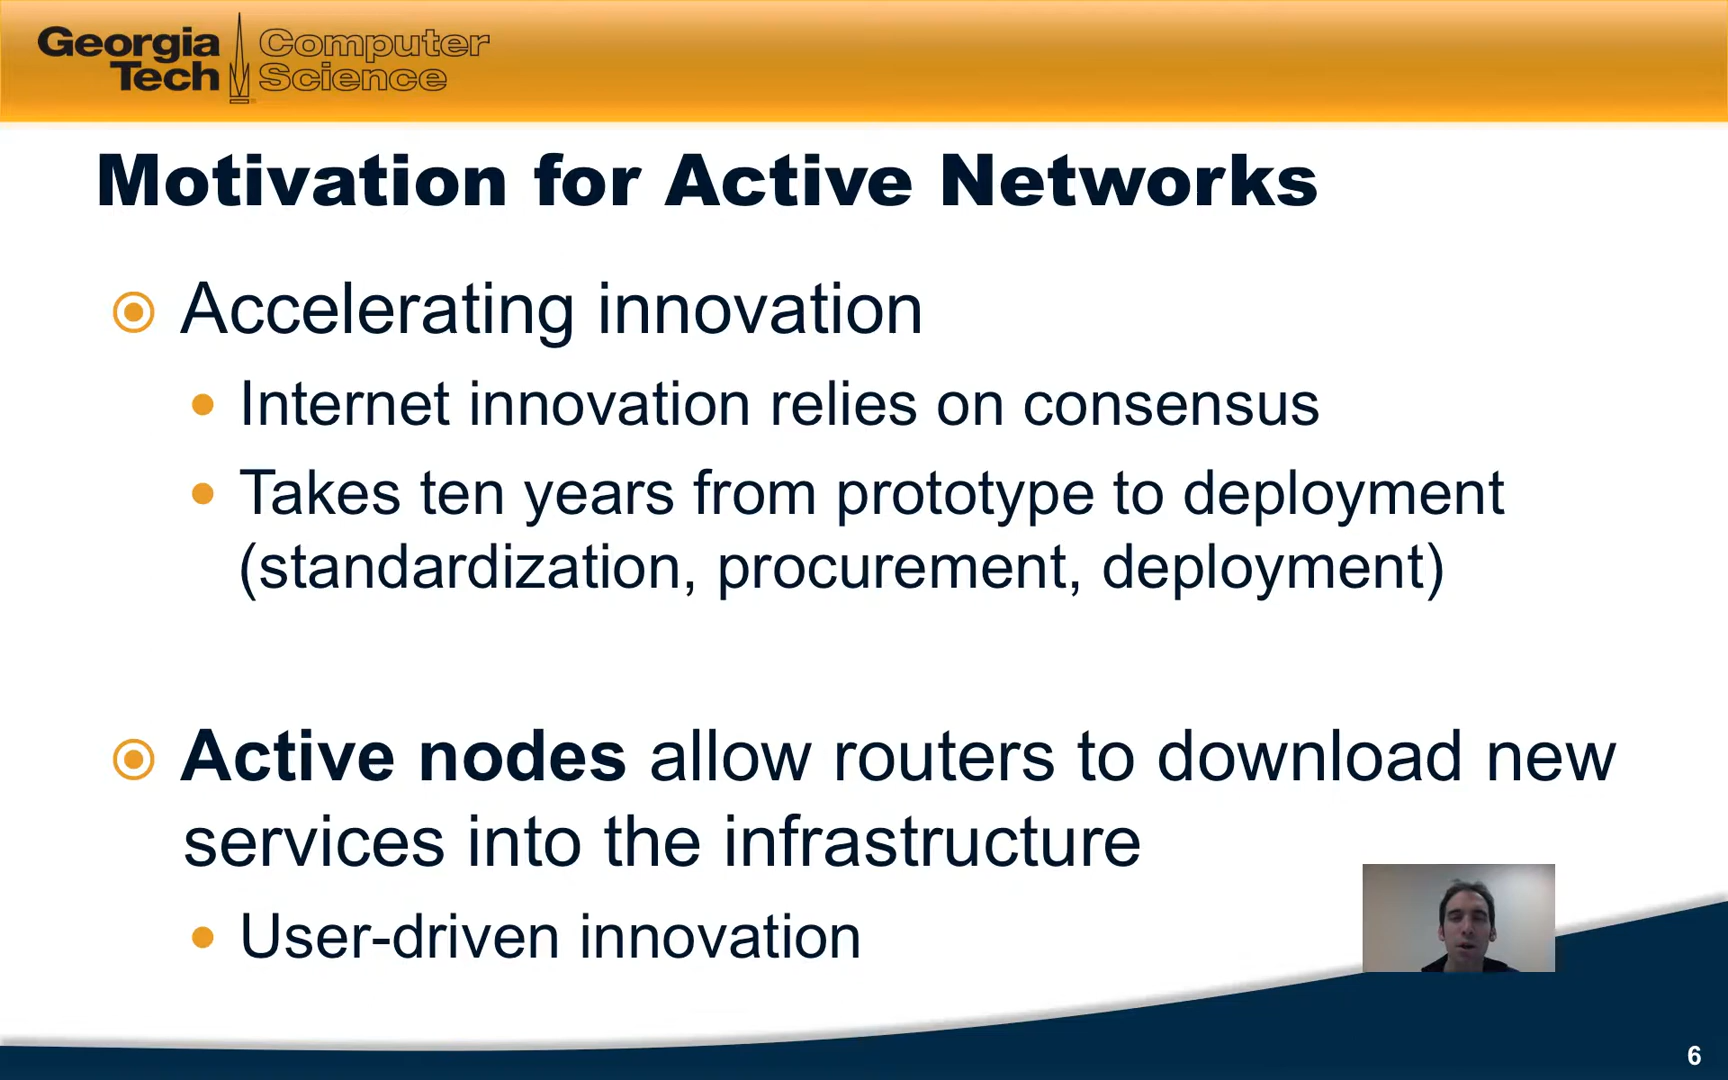 Georgia Tech
Computer Science
Motivation for Active Networks
Accelerating innovation
Internet innovation relies on consensus
Takes ten years from prototype to deployment
(standardization, procurement, deployment)
Active nodes allow routers to download new
services into the infrastructure
User-driven innovation
6